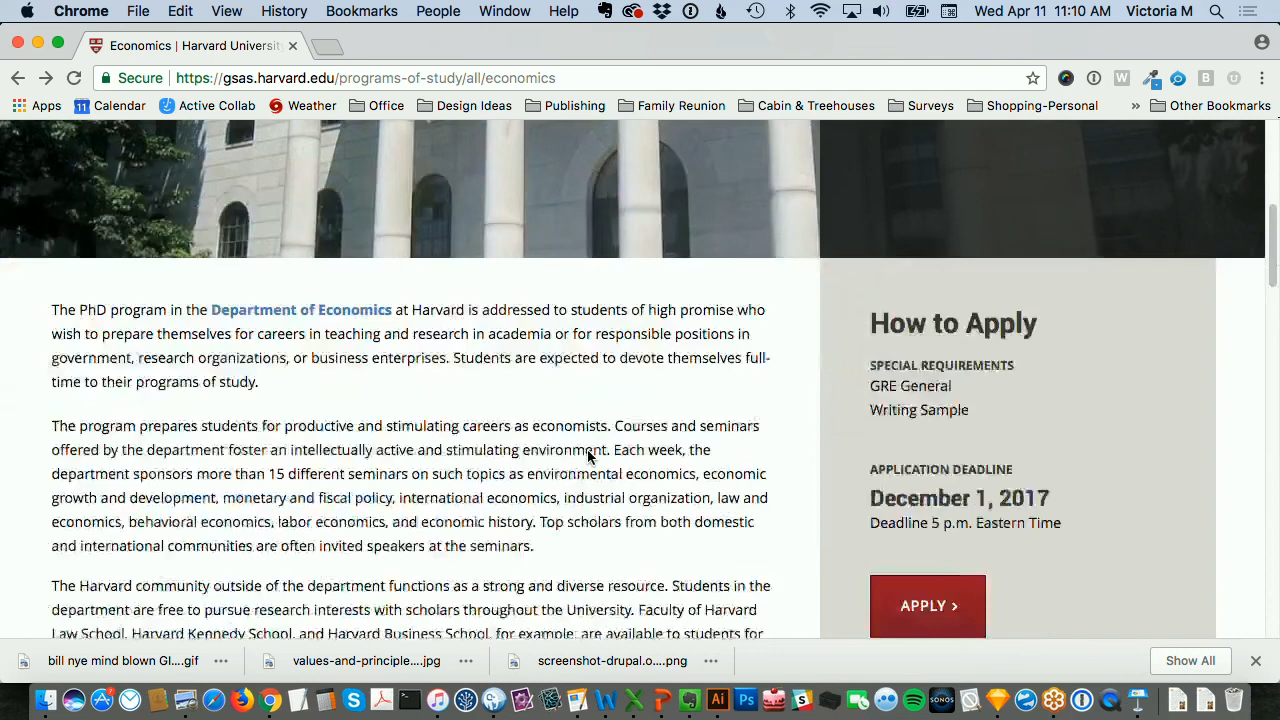 Chrome File Edit View History Bookmarks People Window Help Wed Apr 11 11:10 AM Victoria M
Economics | Harvard Universit
Secure https://gsas.harvard.edu/programs-of-study/all/economics
Apps Calendar Active Collab Weather Office Design Ideas Publishing Family Reunion Cabin & Treehouses Surveys Shopping-Personal » Other Bookmarks
The PhD program in the Department of Economics at Harvard is addressed to students of high promise who
wish to prepare themselves for careers in teaching and research in academia or for responsible positions in
government, research organizations, or business enterprises. Students are expected to devote themselves full-
time to their programs of study.
The program prepares students for productive and stimulating careers as economists. Courses and seminars
offered by the department foster an intellectually active and stimulating environment. Each week, the
department sponsors more than 15 different seminars on such topics as environmental economics, economic
growth and development, monetary and fiscal policy, international economics, industrial organization, law and
economics, behavioral economics, labor economics, and economic history. Top scholars from both domestic
and international communities are often invited speakers at the seminars.
The Harvard community outside of the department functions as a strong and diverse resource. Students in the
department are free to pursue research interests with scholars throughout the University. Faculty of Harvard
Law School, Harvard Kennedy School, and Harvard Business School, for example; are available to students for
How to Apply
SPECIAL REQUIREMENTS
GRE General
Writing Sample
APPLICATION DEADLINE
December 1, 2017
Deadline 5 p.m. Eastern Time
APPLY ›
bill nye mind blown GI....gif values-and-principle....jpg screenshot-drupal.o....png Show All